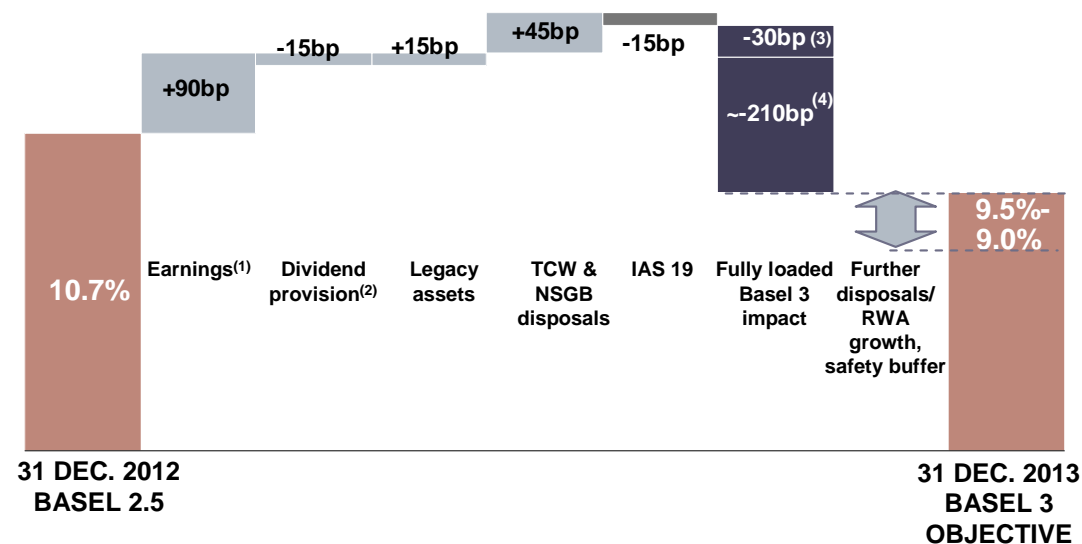 +90bp
-15bp
+15bp
+45bp
-15bp
-30bp (3)
~-210bp(4)
10.7%
9.5%-
9.0%
Earnings(1)
Dividend
provision(2)
Legacy
assets
TCW &
NSGB
disposals
IAS 19
Fully loaded
Basel 3
impact
Further
disposals/
RWA
growth,
safety buffer
31 DEC. 2012
BASEL 2.5
31 DEC. 2013
BASEL 3
OBJECTIVE